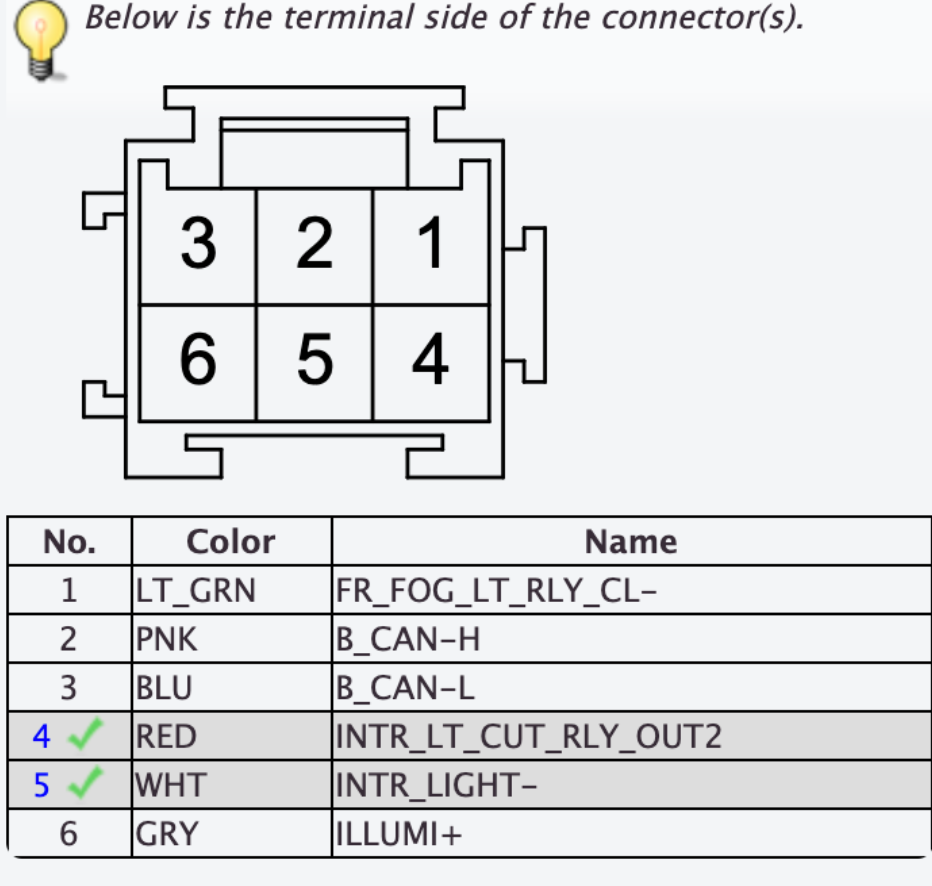 Below is the terminal side of the connector(s).
3 2 1
6 5 4
No. Color Name
1 LT_GRN FR_FOG_LT_RLY_CL−
2 PNK B_CAN−H
3 BLU B_CAN−L
4 RED INTR_LT_CUT_RLY_OUT2
5 WHT INTR_LIGHT−
6 GRY ILLUMI+